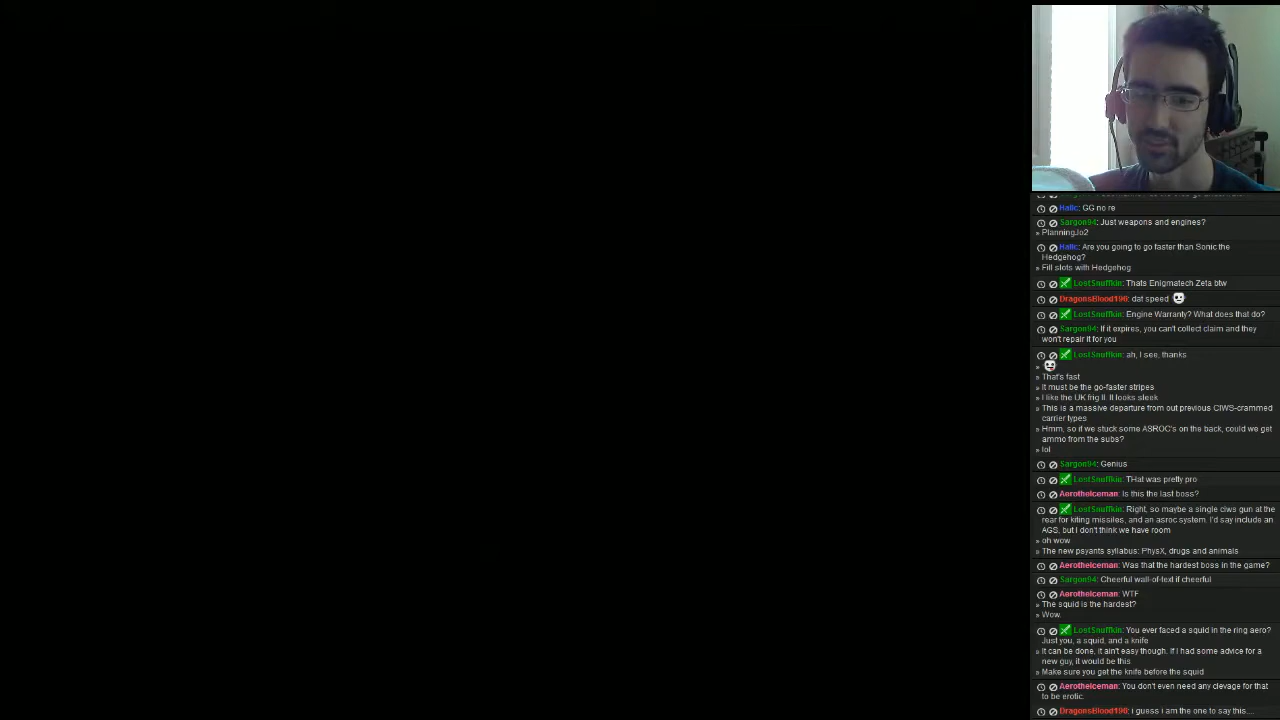 Hatic: GG no re
Sargon94: Just weapons and engines?
» Planning.lo2
Hatic: Are you going to go faster than Sonic the
Hedgehog?
» Fill slots with Hedgehog
LostSnuffkin: Thats Enigmatech Zeta btw
DragonsBlood196: dat speed
LostSnuffkin: Engine Warranty? What does that do?
Sargon94: If it expires, you can't collect claim and they
won't repair it for you
LostSnuffkin: ah, I see, thanks
»
» That's fast
» It must be the go-faster stripes
» I like the UK frig II. It looks sleek
» This is a massive departure from out previous CIWS-crammed
carrier types
» Hmm, so if we stuck some ASROC's on the back, could we get
ammo from the subs?
» lol
Sargon94: Genius
LostSnuffkin: THat was pretty pro
Aerotheiceman: Is this the last boss?
LostSnuffkin: Right, so maybe a single ciws gun at the
rear for kiting missiles, and an asroc system. I'd say include an
AGS, but I don't think we have room
» oh wow
» The new psyants syllabus: PhysX, drugs and animals
Aerotheiceman: Was that the hardest boss in the game?
Sargon94: Cheerful wall-of-text if cheerful
Aerotheiceman: WTF
» The squid is the hardest?
» Wow.
LostSnuffkin: You ever faced a squid in the ring aero?
Just you, a squid, and a knife
» It can be done, it ain't easy though. If I had some advice for a
new guy, it would be this
» Make sure you get the knife before the squid
Aerotheiceman: You don't even need any clevage for that
to be erotic.
DragonsBlood196: i guess i am the one to say this....